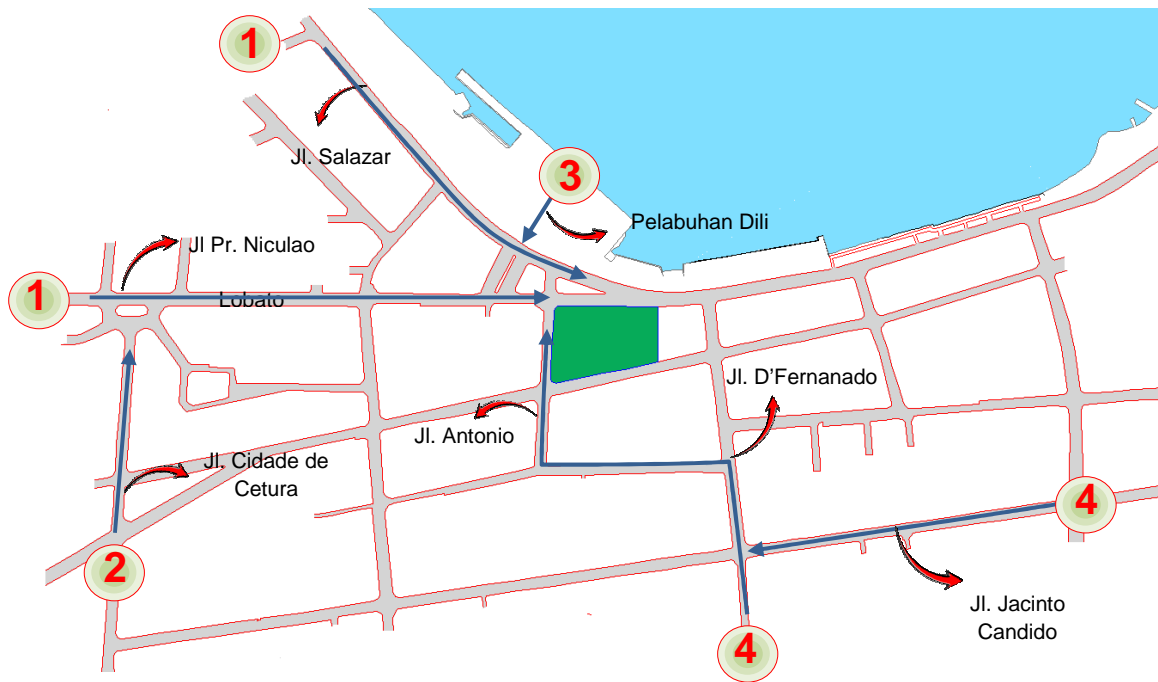 1
Jl. Salazar
3
Pelabuhan Dili
Jl Pr. Niculao
Lobato
1
Jl. D'Fernanado
Jl. Antonio
Jl. Cidade de
Cetura
4
2
Jl. Jacinto
Candido
4